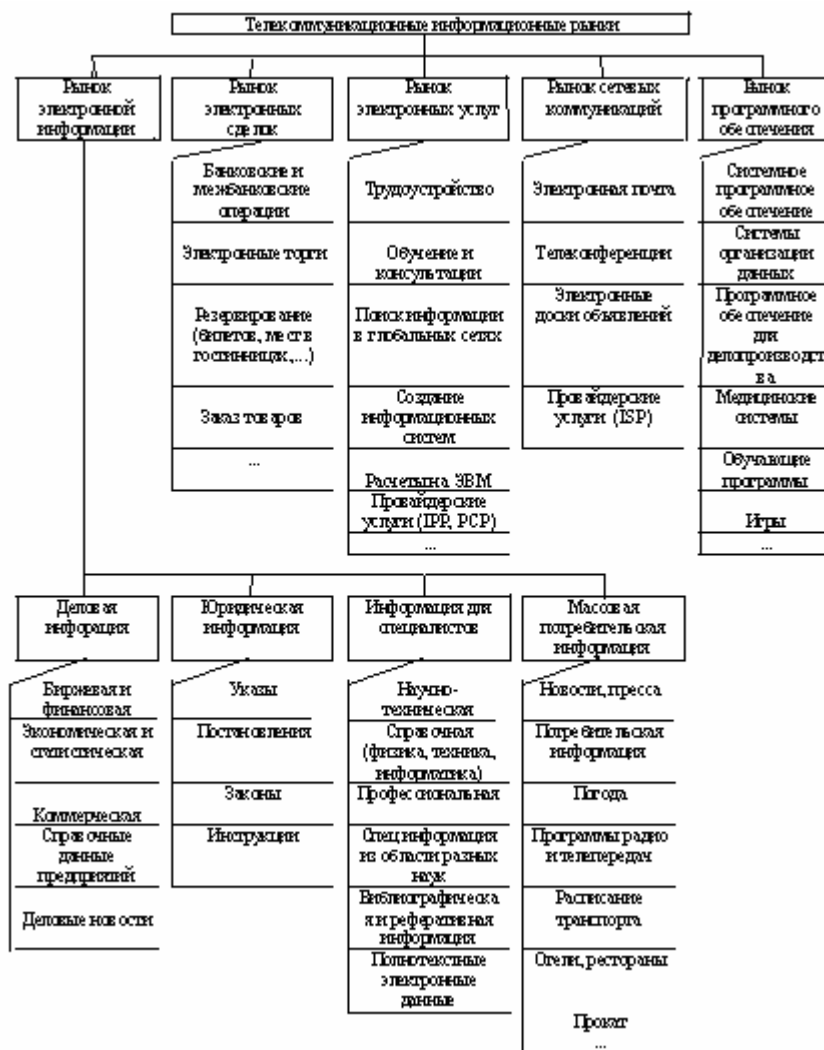 Телекоммуникационные информационные рынки
Рынок
электронной
информации
Рынок
электронных
сделок
Рынок
электронных услуг
Рынок сетевых
коммуникаций
Рынок
программного
обеспечения
Банковские и
межбанковские
операции
Электронные торги
Резервирование
(билетов, мест в
гостинницах,...)
Заказ товаров
...
Трудоустройство
Обучение и
консультации
Поиск информации
в глобальных сетях
Создание
информационных
систем
Расчеты на ЭВМ
Провайдерские
услуги (IPP, PCP)
...
Электронная почта
Телеконференции
Электронные
доски объявлений
Провайдерские
услуги (ISP)
Системное
программное
обеспечение
Системы
организации
данных
Программное
обеспечение
для
делопроизводст
ва
Медицинские
системы
Обучающие
программы
Игры
...
Деловая
инфорация
Юридическая
информация
Информация для
специалистов
Массовая
потребительская
информация
Биржевая и
финансовая
Экономическая и
статистическая
Коммерческая
Справочные
данные
предприятий
Деловые новости
Указы
Постановления
Законы
Инструкции
Научно-
техническая
Справочная
(физика, техника,
информатика)
Профессиональная
Спец информация
из области разных
наук
Библиографическа
я и реферативная
информация
Полнотекстные
электронные
данные
Новости, пресса
Потребительская
информация
Погода
Программы радио
и телепередач
Расписание
транспорта
Отели, рестораны
Прокат
...